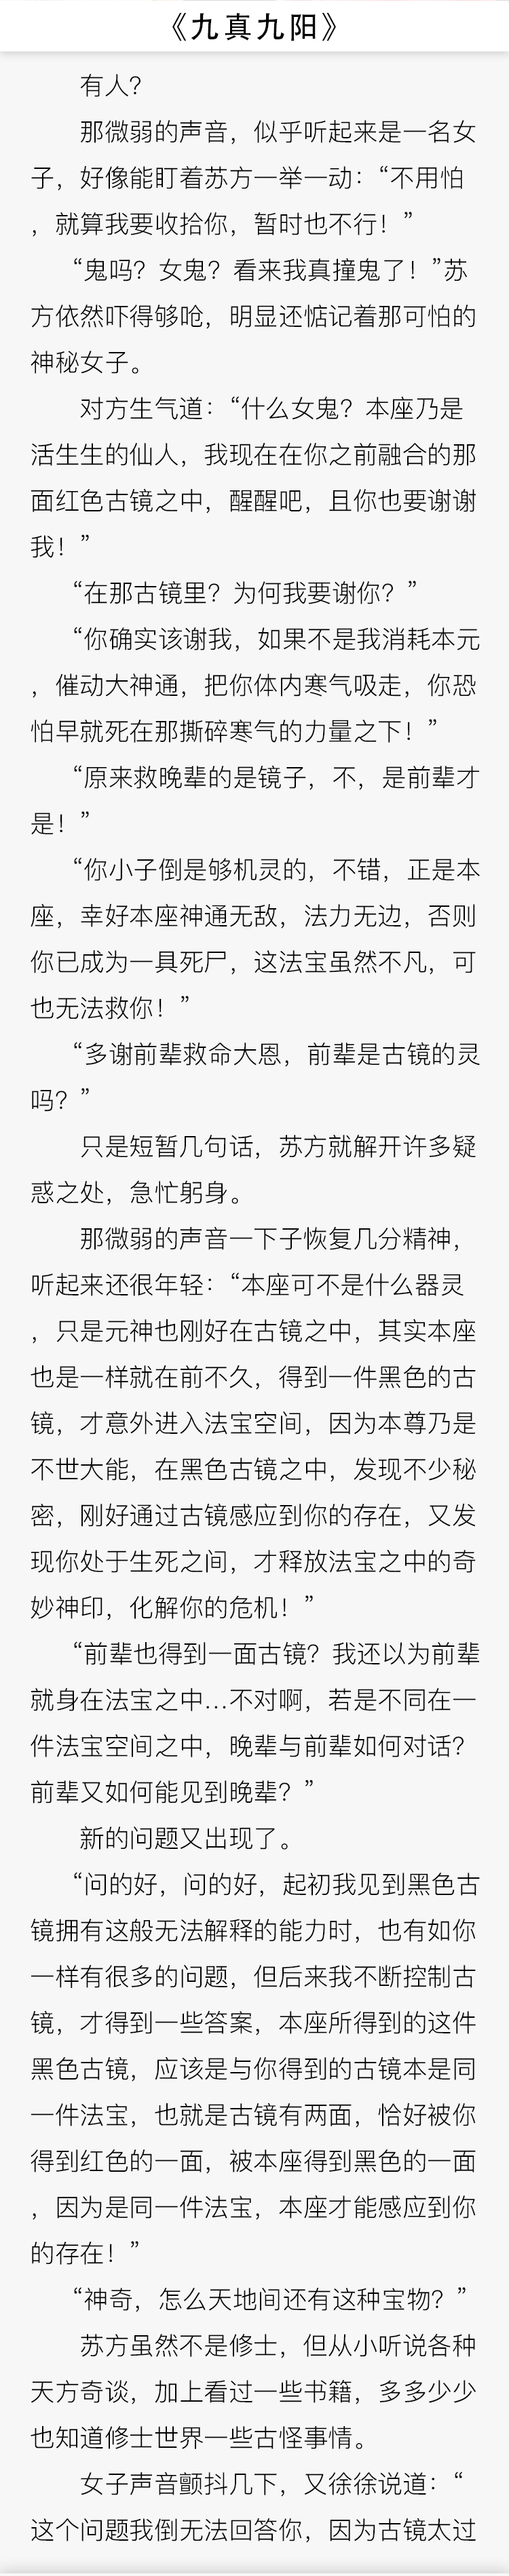 《九真九阳》
有人？
那微弱的声音，似乎听起来是一名女
子，好像能盯着苏方一举一动：“不用怕
，就算我要收拾你，暂时也不行！”
“鬼吗？女鬼？看来我真撞鬼了！”苏
方依然吓得够呛，明显还惦记着那可怕的
神秘女子。
对方生气道：“什么女鬼？本座乃是
活生生的仙人，我现在在你之前融合的那
面红色古镜之中，醒醒吧，且你也要谢谢
我！”
“在那古镜里？为何我要谢你？”
“你确实该谢我，如果不是我消耗本元
，催动大神通，把你体内寒气吸走，你恐
怕早就死在那撕碎寒气的力量之下！”
“原来救晚辈的是镜子，不，是前辈才
是！”
“你小子倒是够机灵的，不错，正是本
座，幸好本座神通无敌，法力无边，否则
你已成为一具死尸，这法宝虽然不凡，可
也无法救你！”
“多谢前辈救命大恩，前辈是古镜的灵
吗？”
只是短暂几句话，苏方就解开许多疑
惑之处，急忙躬身。
那微弱的声音一下子恢复几分精神，
听起来还很年轻：“本座可不是什么器灵
，只是元神也刚好在古镜之中，其实本座
也是一样就在前不久，得到一件黑色的古
镜，才意外进入法宝空间，因为本尊乃是
不世大能，在黑色古镜之中，发现不少秘
密，刚好通过古镜感应到你的存在，又发
现你处于生死之间，才释放法宝之中的奇
妙神印，化解你的危机！”
“前辈也得到一面古镜？我还以为前辈
就身在法宝之中…不对啊，若是不同在一
件法宝空间之中，晚辈与前辈如何对话？
前辈又如何能见到晚辈？”
新的问题又出现了。
“问的好，问的好，起初我见到黑色古
镜拥有这般无法解释的能力时，也有如你
一样有很多的问题，但后来我不断控制古
镜，才得到一些答案，本座所得到的这件
黑色古镜，应该是与你得到的古镜本是同
一件法宝，也就是古镜有两面，恰好被你
得到红色的一面，被本座得到黑色的一面
，因为是同一件法宝，本座才能感应到你
的存在！”
“神奇，怎么天地间还有这种宝物？”
苏方虽然不是修士，但从小听说各种
天方奇谈，加上看过一些书籍，多多少少
也知道修士世界一些古怪事情。
女子声音颤抖几下，又徐徐说道：“
这个问题我倒无法回答你，因为古镜太过